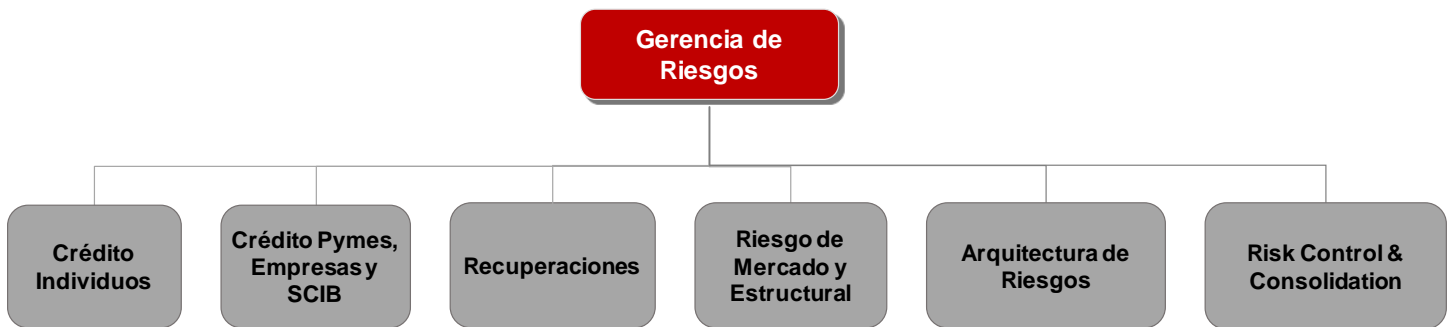 Gerencia de
Riesgos
Crédito
Individuos
Crédito Pymes,
Empresas y
SCIB
Recuperaciones
Riesgo de
Mercado y
Estructural
Arquitectura de
Riesgos
Risk Control &
Consolidation